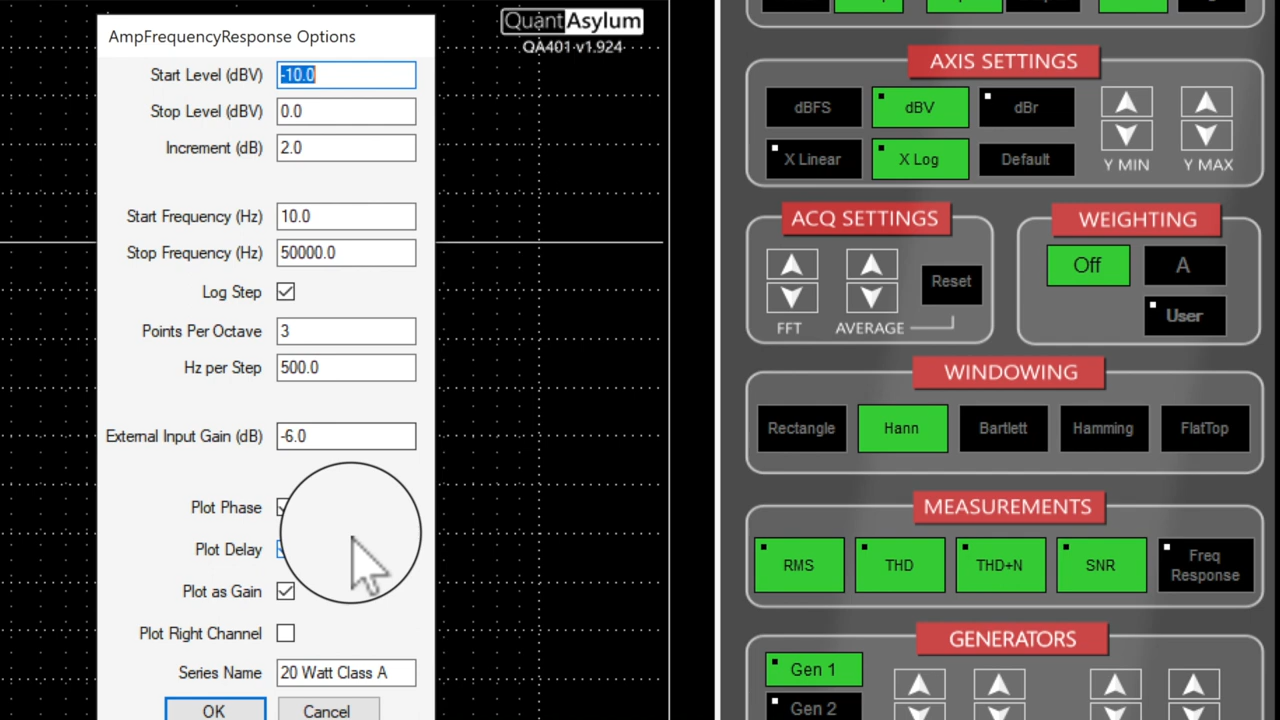 AmpFrequencyResponse Options
Start Level (dBV) -10.0
Stop Level (dBV) 0.0
Increment (dB) 2.0
Start Frequency (Hz) 10.0
Stop Frequency (Hz) 50000.0
Log Step
Points Per Octave 3
Hz per Step 500.0
External Input Gain (dB) -6.0
Plot Phase
Plot Delay
Plot as Gain
Plot Right Channel
Series Name 20 Watt Class A
OK Cancel
QuantAsylum
QA401 v1.924
AXIS SETTINGS
dBFS dBV dBr
X Linear X Log Default
Y MIN Y MAX
ACQ SETTINGS
Reset
FFT AVERAGE
WEIGHTING
Off A
User
WINDOWING
Rectangle Hann Bartlett Hamming FlatTop
MEASUREMENTS
RMS THD THD+N SNR Freq
Response
GENERATORS
Gen 1
Gen 2